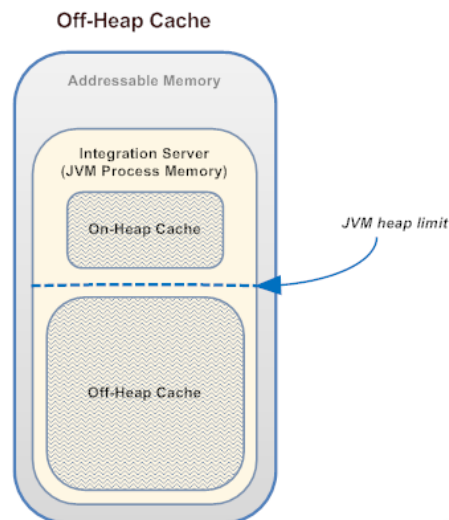 Off-Heap Cache
Addressable Memory
Integration Server
(JVM Process Memory)
On-Heap Cache
JVM heap limit
Off-Heap Cache